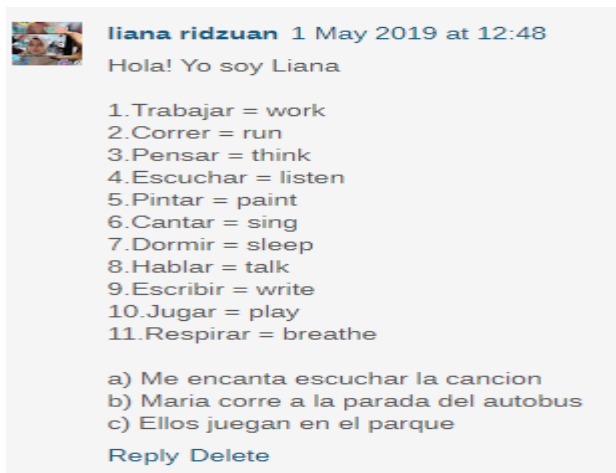 liana ridzuan 1 May 2019 at 12:48
Hola! Yo soy Liana
1.Trabajar = work
2.Correr = run
3.Pensar = think
4.Escuchar = listen
5.Pintar = paint
6.Cantar = sing
7.Dormir = sleep
8.Hablar = talk
9.Escribir = write
10.Jugar = play
11.Respirar = breathe
a) Me encanta escuchar la cancion
b) Maria corre a la parada del autobus
c) Ellos juegan en el parque
Reply Delete